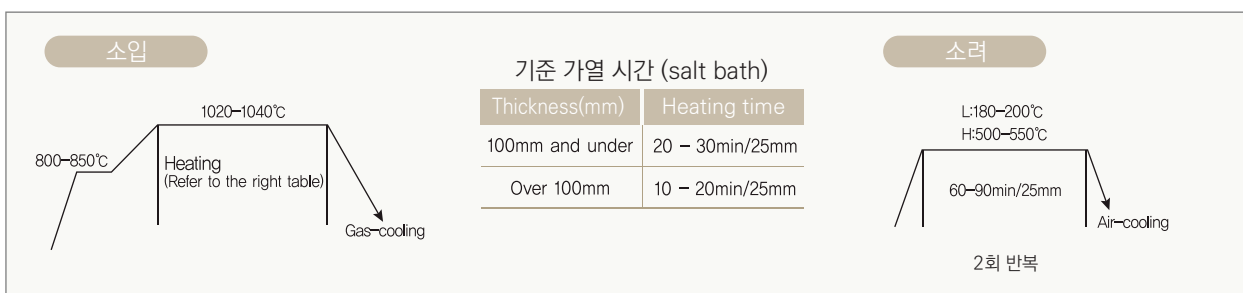 소입
1020-1040℃
800-850℃
Heating
(Refer to the right table)
Gas-cooling
기준 가열 시간 (salt bath)
Thickness(mm) Heating time
100mm and under 20 - 30min/25mm
Over 100mm 10 - 20min/25mm
소려
L:180-200℃
H:500-550℃
60-90min/25mm
Air-cooling
2회 반복